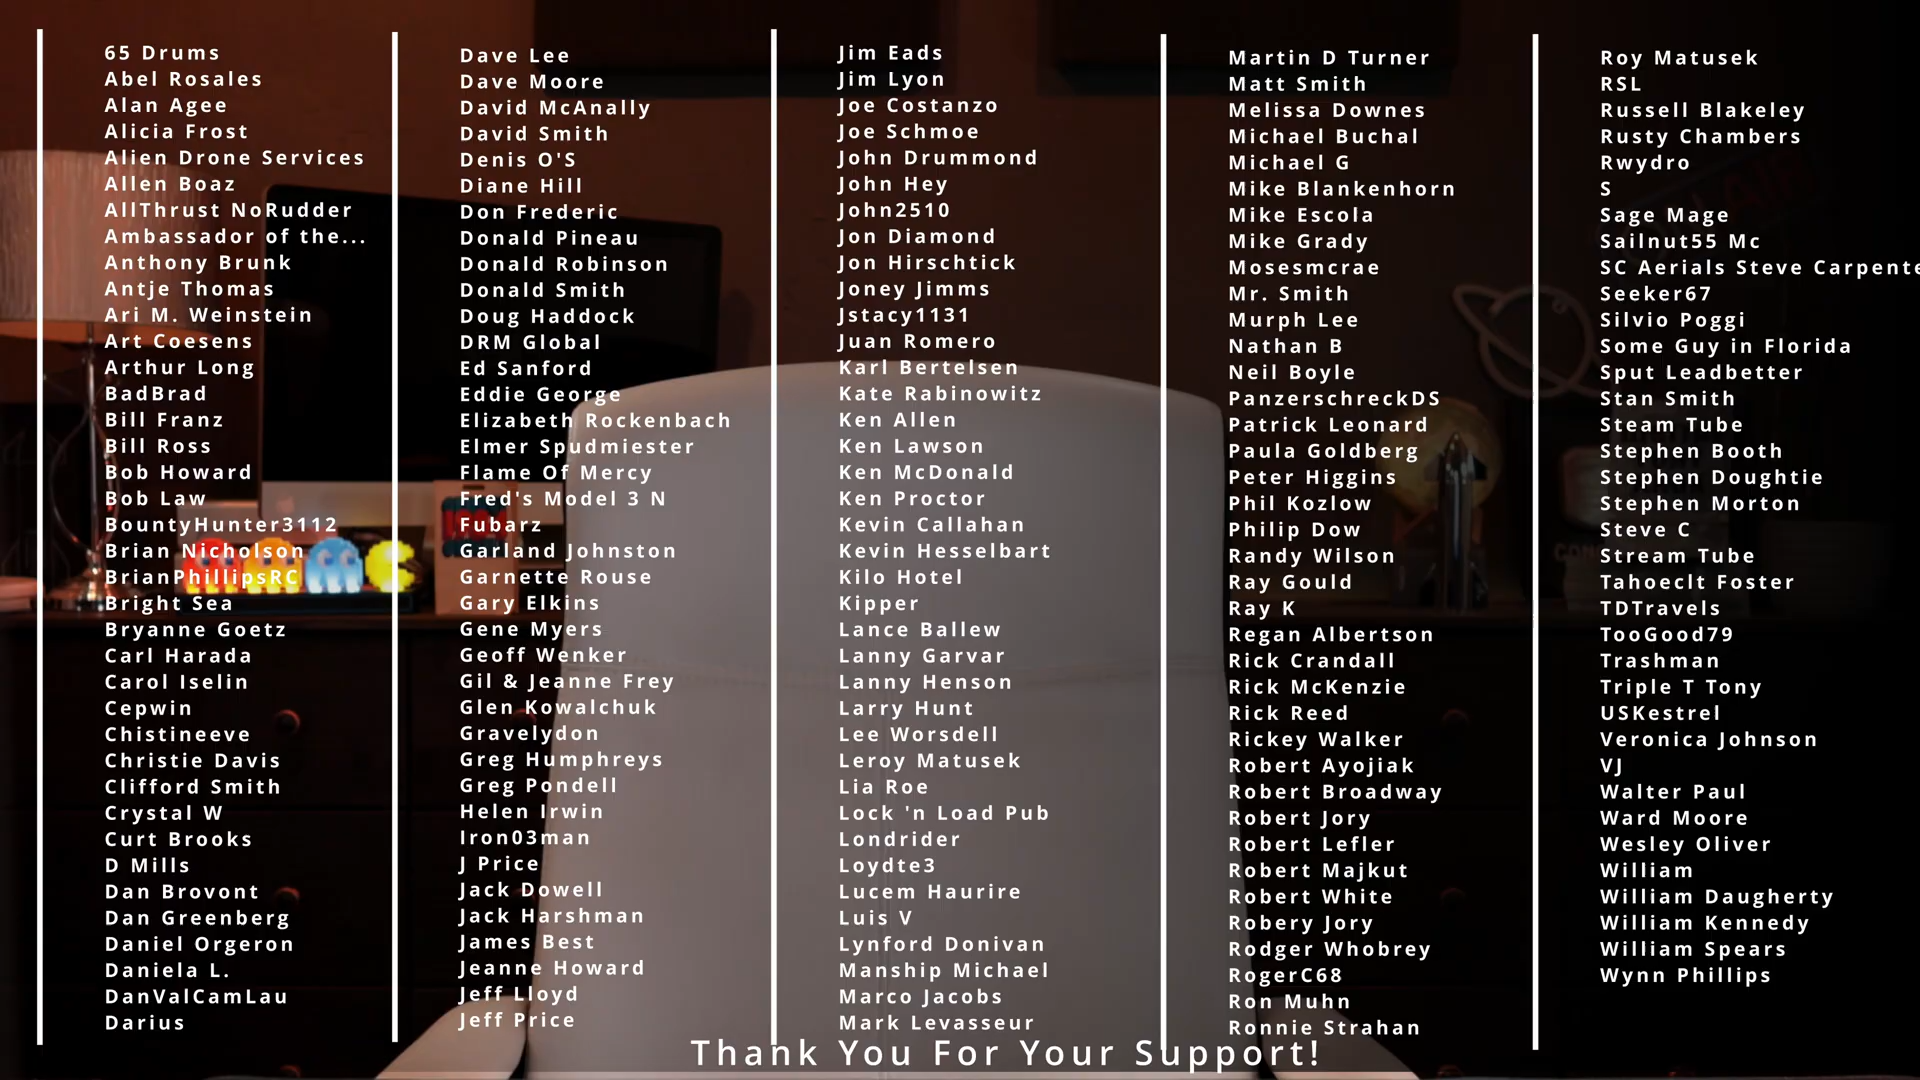 65 Drums
Abel Rosales
Alan Agee
Alicia Frost
Alien Drone Services
Allen Boaz
AllThrust NoRudder
Ambassador of the...
Anthony Brunk
Antje Thomas
Ari M. Weinstein
Art Coesens
Arthur Long
BadBrad
Bill Franz
Bill Ross
Bob Howard
Bob Law
BountyHunter3112
Brian Nicholson
BrianPhillipsRC
Bright Sea
Bryanne Goetz
Carl Harada
Carol Iselin
Cepwin
Chistineeve
Christie Davis
Clifford Smith
Crystal W
Curt Brooks
D Mills
Dan Brovont
Dan Greenberg
Daniel Orgeron
Daniela L.
DanValCamLau
Darius
Dave Lee
Dave Moore
David McAnally
David Smith
Denis O'S
Diane Hill
Don Frederic
Donald Pineau
Donald Robinson
Donald Smith
Doug Haddock
DRM Global
Ed Sanford
Eddie George
Elizabeth Rockenbach
Elmer Spudmiester
Flame Of Mercy
Fred's Model 3 N
Fubarz
Garland Johnston
Garnette Rouse
Gary Elkins
Gene Myers
Geoff Wenker
Gil & Jeanne Frey
Glen Kowalchuk
Gravelydon
Greg Humphreys
Greg Pondell
Helen Irwin
Iron03man
J Price
Jack Dowell
Jack Harshman
James Best
Jeanne Howard
Jeff Lloyd
Jeff Price
Jim Eads
Jim Lyon
Joe Costanzo
Joe Schmoe
John Drummond
John Hey
John2510
Jon Diamond
Jon Hirschtick
Joney Jimms
Jstacy1131
Juan Romero
Karl Bertelsen
Kate Rabinowitz
Ken Allen
Ken Lawson
Ken McDonald
Ken Proctor
Kevin Callahan
Kevin Hesselbart
Kilo Hotel
Kipper
Lance Ballew
Lanny Garvar
Lanny Henson
Larry Hunt
Lee Worsdell
Leroy Matusek
Lia Roe
Lock 'n Load Pub
Londrider
Loydte3
Lucem Haurire
Luis V
Lynford Donivan
Manship Michael
Marco Jacobs
Mark Levasseur
Martin D Turner
Matt Smith
Melissa Downes
Michael Buchal
Michael G
Mike Blankenhorn
Mike Escola
Mike Grady
Mosesmcrae
Mr. Smith
Murph Lee
Nathan B
Neil Boyle
PanzerschreckDS
Patrick Leonard
Paula Goldberg
Peter Higgins
Phil Kozlow
Philip Dow
Randy Wilson
Ray Gould
Ray K
Regan Albertson
Rick Crandall
Rick McKenzie
Rick Reed
Rickey Walker
Robert Ayojiak
Robert Broadway
Robert Jory
Robert Lefler
Robert Majkut
Robert White
Robery Jory
Rodger Whobrey
RogerC68
Ron Muhn
Ronnie Strahan
Roy Matusek
RSL
Russell Blakeley
Rusty Chambers
Rwydro
S
Sage Mage
Sailnut55 Mc
SC Aerials Steve Carpente
Seeker67
Silvio Poggi
Some Guy in Florida
Sput Leadbetter
Stan Smith
Steam Tube
Stephen Booth
Stephen Doughtie
Stephen Morton
Steve C
Stream Tube
Tahoeclt Foster
TDTravels
TooGood79
Trashman
Triple T Tony
USKestrel
Veronica Johnson
VJ
Walter Paul
Ward Moore
Wesley Oliver
William
William Daugherty
William Kennedy
William Spears
Wynn Phillips
Thank You For Your Support!